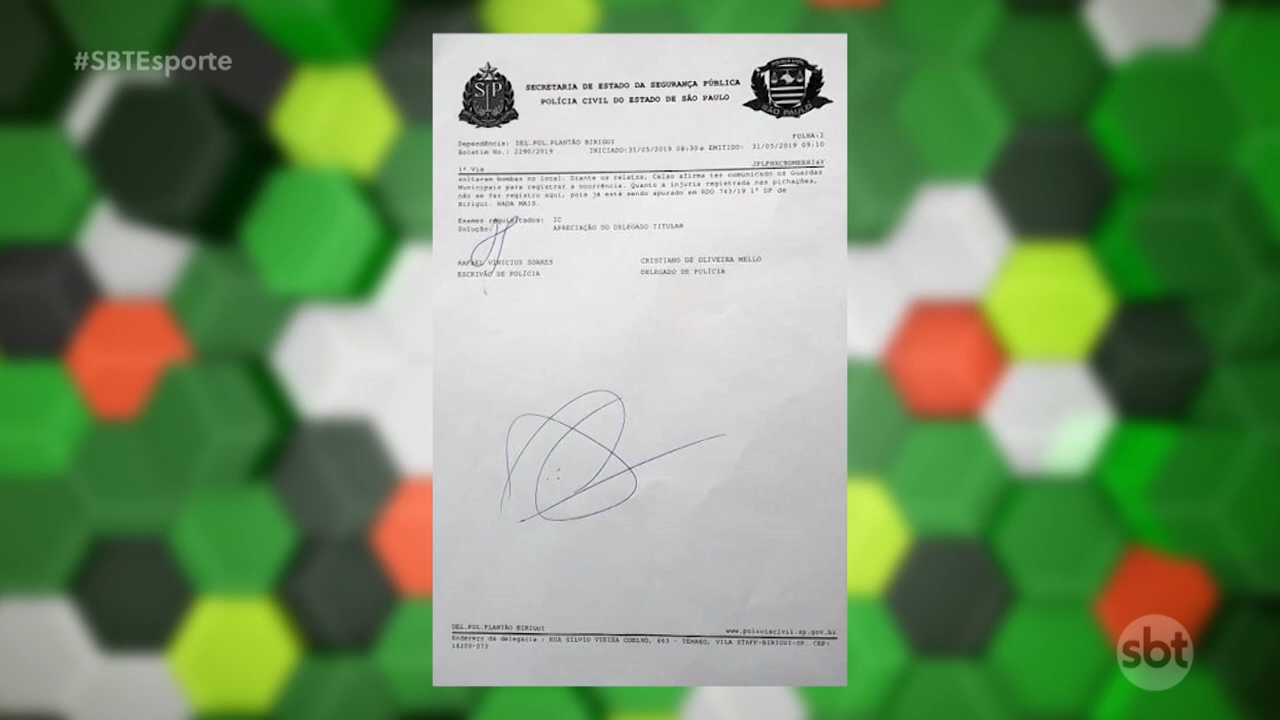 #SBTEsporte
SP
SECRETARIA DE ESTADO DA SEGURANÇA PÚBLICA
POLÍCIA CIVIL DO ESTADO DE SÃO PAULO
POLÍCIA CIVIL
SÃO PAULO
FOLHA:2
Dependência: DEL.POL.PLANTÃO BIRIGUI
Boletim No.: 2290/2019 INICIADO:31/05/2019 08:30 e EMITIDO: 31/05/2019 09:10
1ª Via
soltaram bombas no local. Diante os relatos, Celso afirma ter comunicado os Guardas
Municipais para registrar a ocorrência. Quanto a injuria registrada nas pichações,
não se faz registro aqui, pois já está sendo apurado em RDO 743/19 1º DP de
Birigui. NADA MAIS.
Exames requisitados: IC
Solução: APRECIAÇÃO DO DELEGADO TITULAR
RAFAEL VINICIUS SOARES
ESCRIVÃO DE POLÍCIA
CRISTIANO DE OLIVEIRA MELLO
DELEGADO DE POLÍCIA
DEL.POL.PLANTÃO BIRIGUI
www.policiacivil.sp.gov.br
Endereço da delegacia : RUA SILVIO VIEIRA COELHO, 663 - TÉRREO, VILA STAFF-BIRIGUI-SP. CEP:
16200-073
sbt